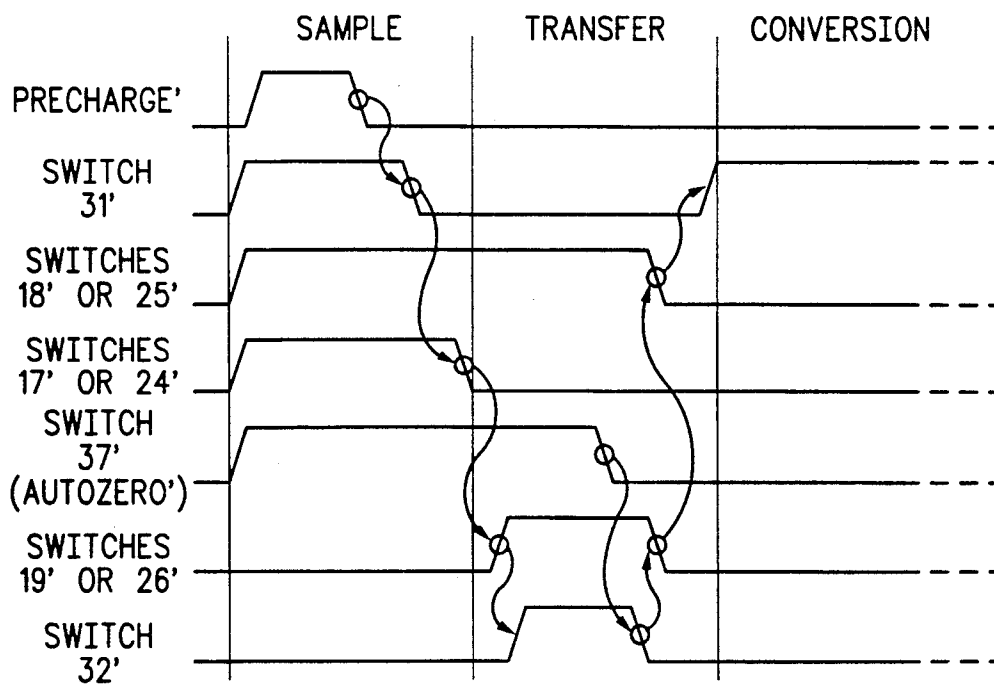 SAMPLE TRANSFER CONVERSION
PRECHARGE'
SWITCH
31'
SWITCHES
18' OR 25'
SWITCHES
17' OR 24'
SWITCH
37'
(AUTOZERO')
SWITCHES
19' OR 26'
SWITCH
32'